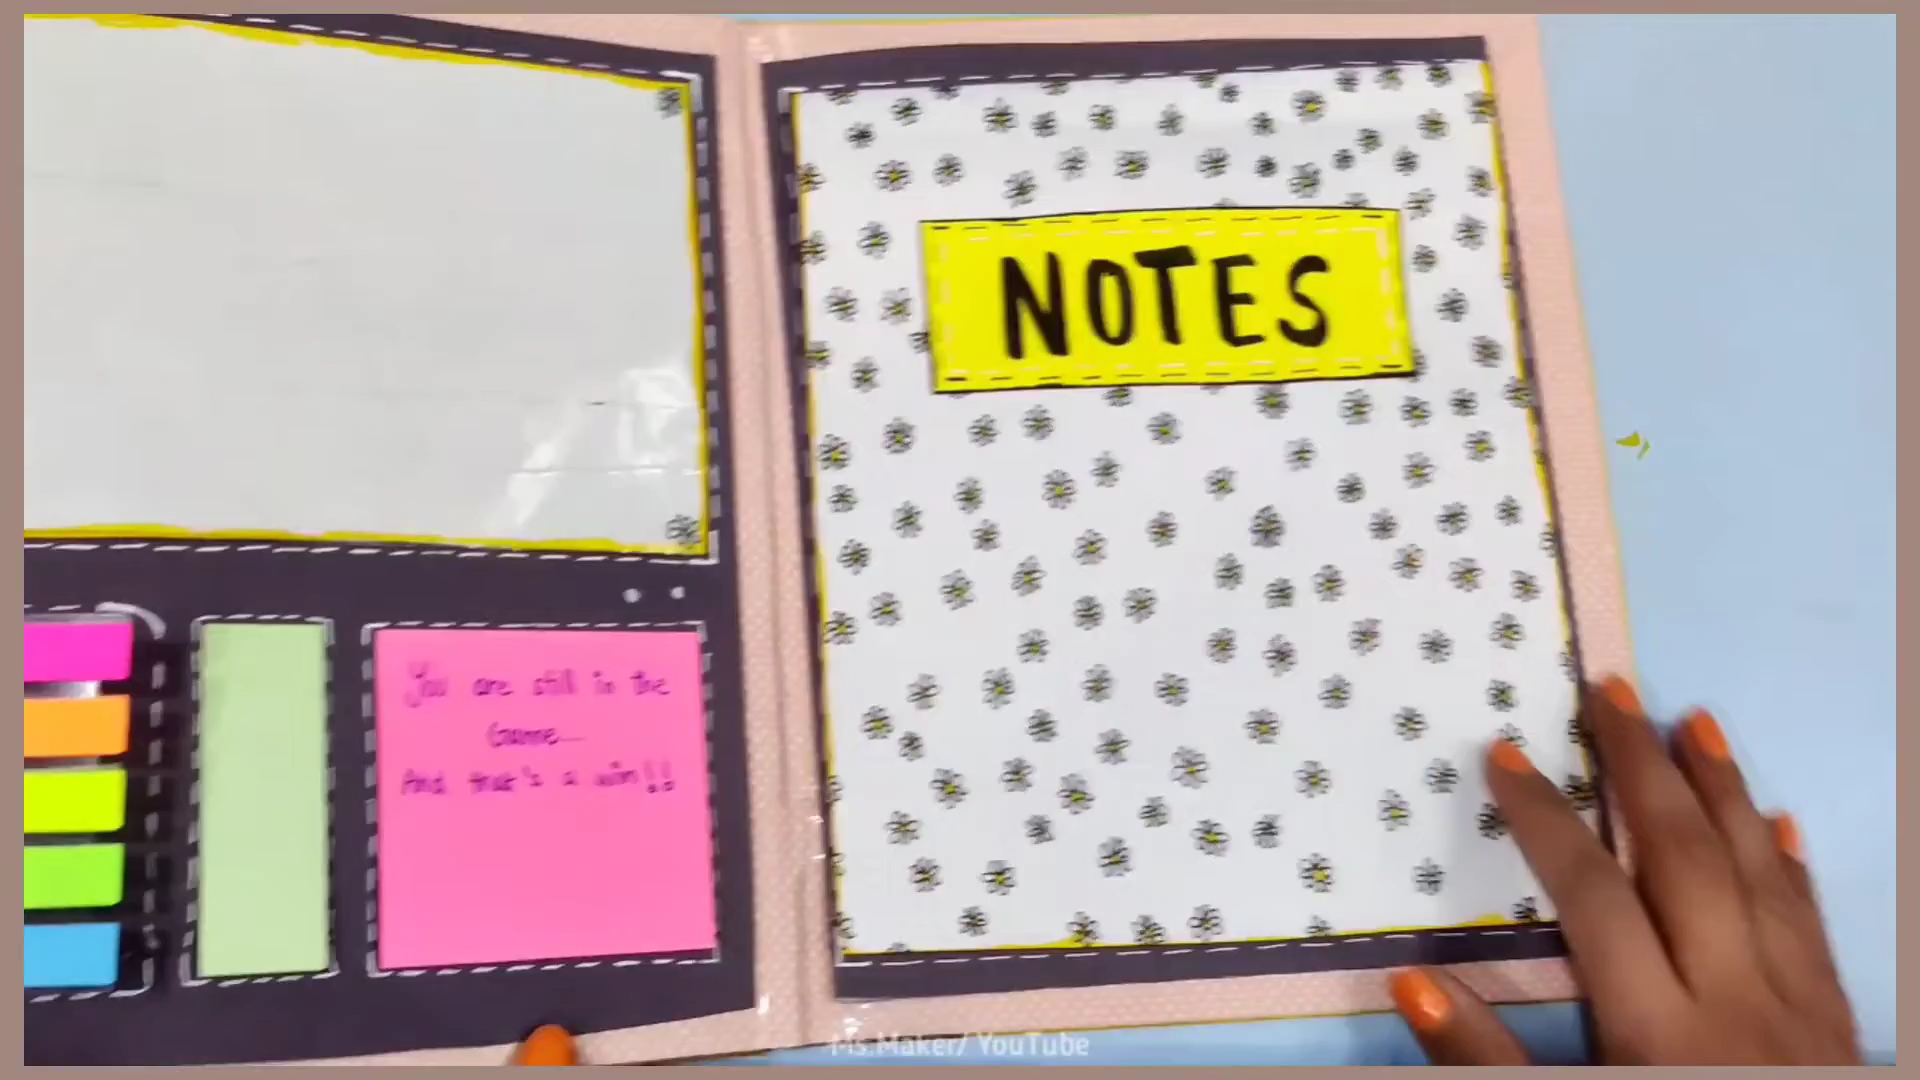 NOTES
You are still in the
Game...
And that's a win!!
Ms.Maker/ YouTube